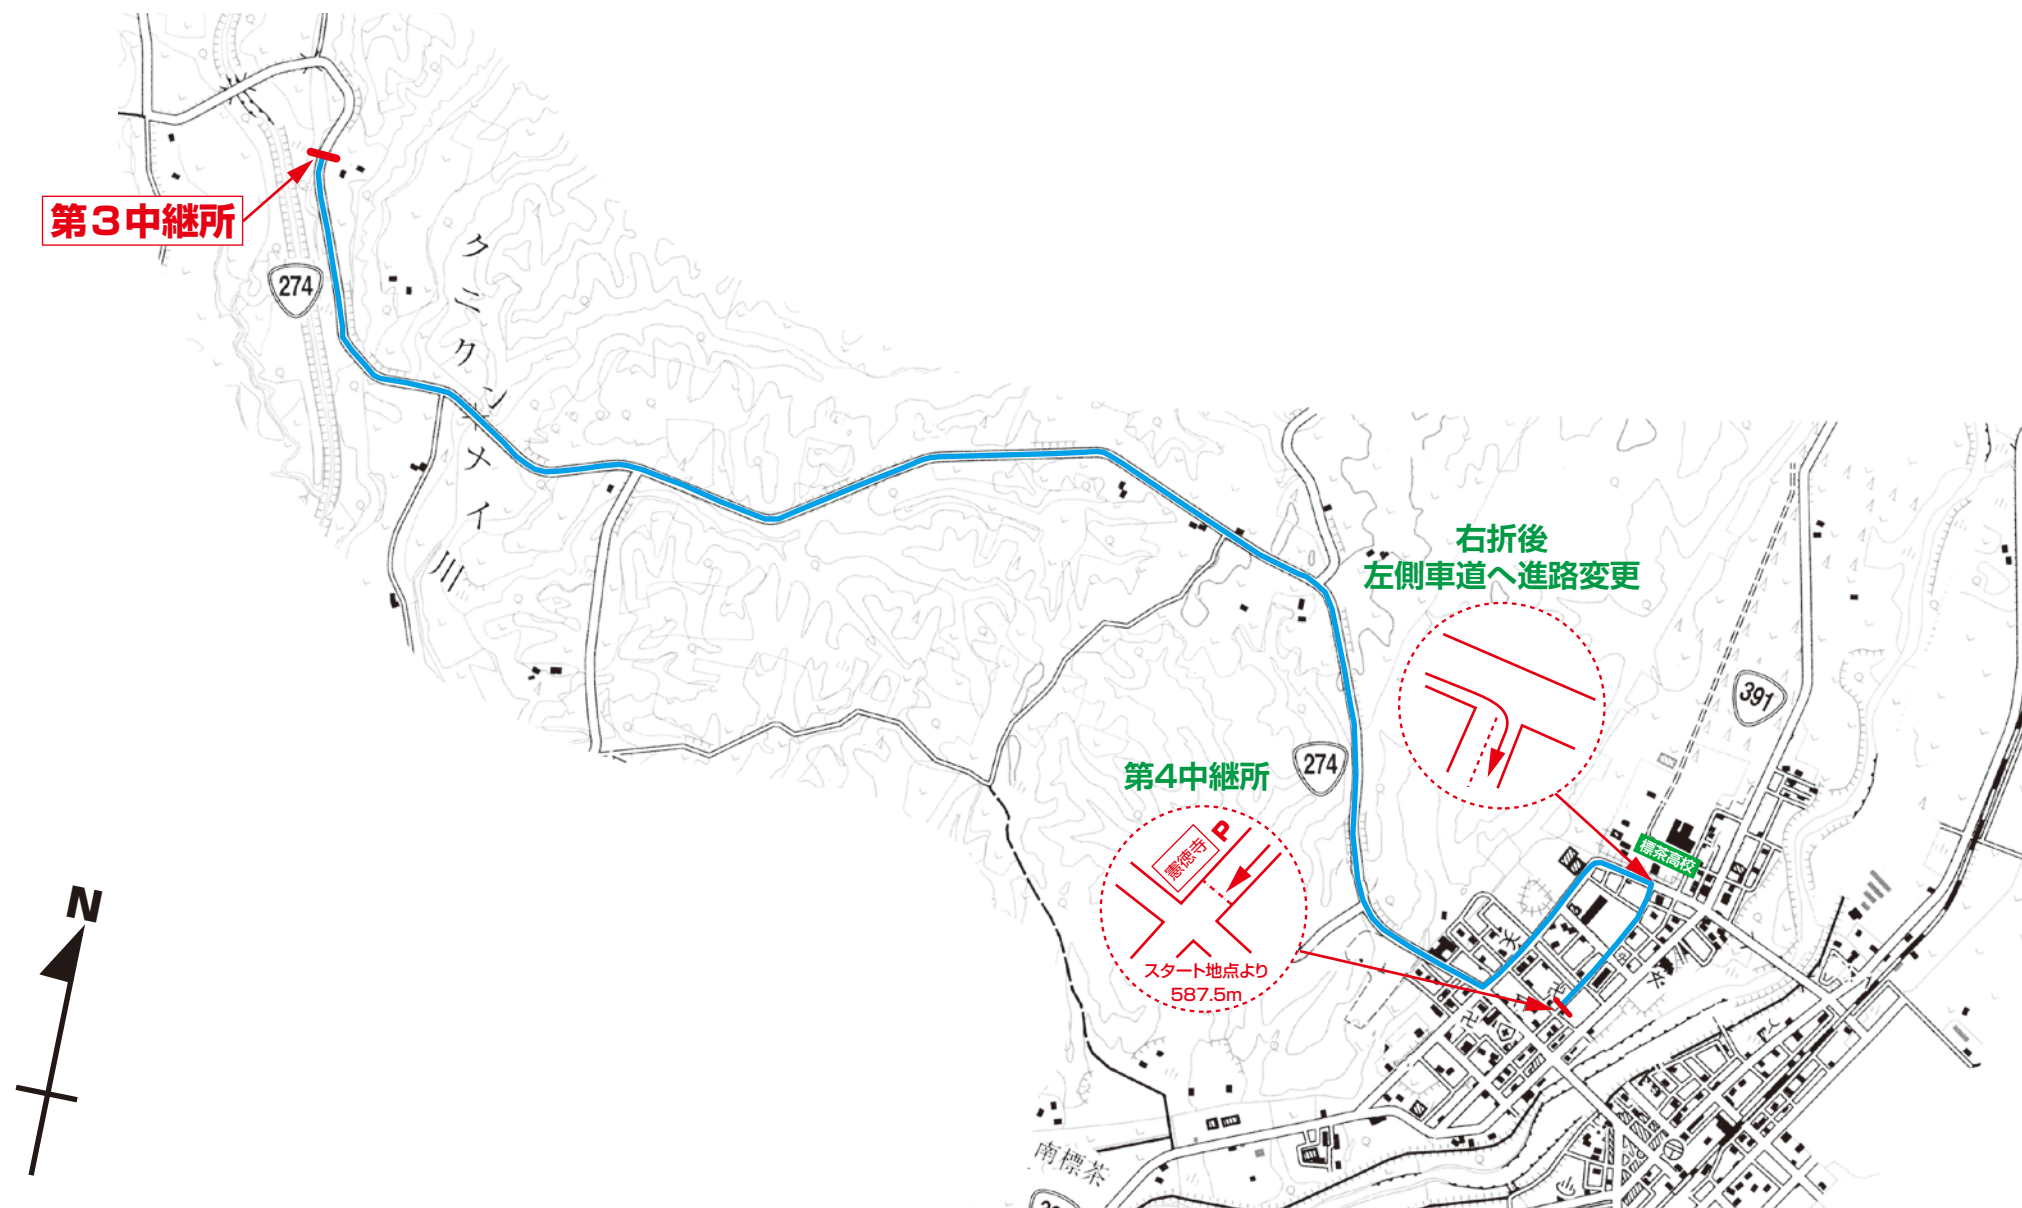 第3中継所
274
クニクンネメイ川
右折後
左側車道へ進路変更
391
第4中継所
274
P
憲徳寺
スタート地点より
587.5m
標茶高校
N
南標茶